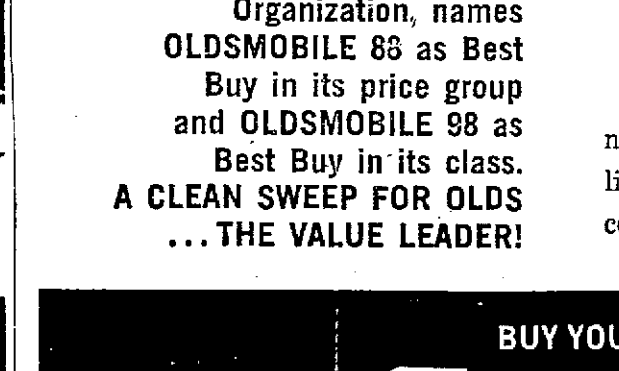 Organization, names
OLDSMOBILE 88 as Best
Buy in its price group
and OLDSMOBILE 98 as
Best Buy in its class.
A CLEAN SWEEP FOR OLDS
...THE VALUE LEADER!
BUY YOU